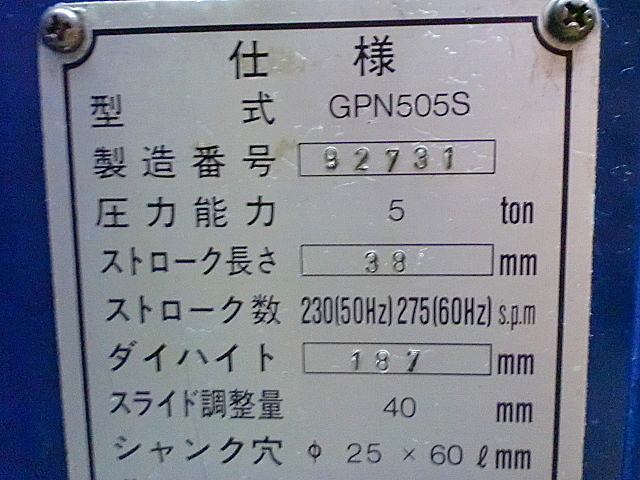 仕様
型式 GPN505S
製造番号 92731
圧力能力 5 ton
ストローク長さ 38 mm
ストローク数 230(50Hz)275(60Hz) s.p.m
ダイハイト 187 mm
スライド調整量 40 mm
シャンク穴 φ 25 × 60 ℓmm